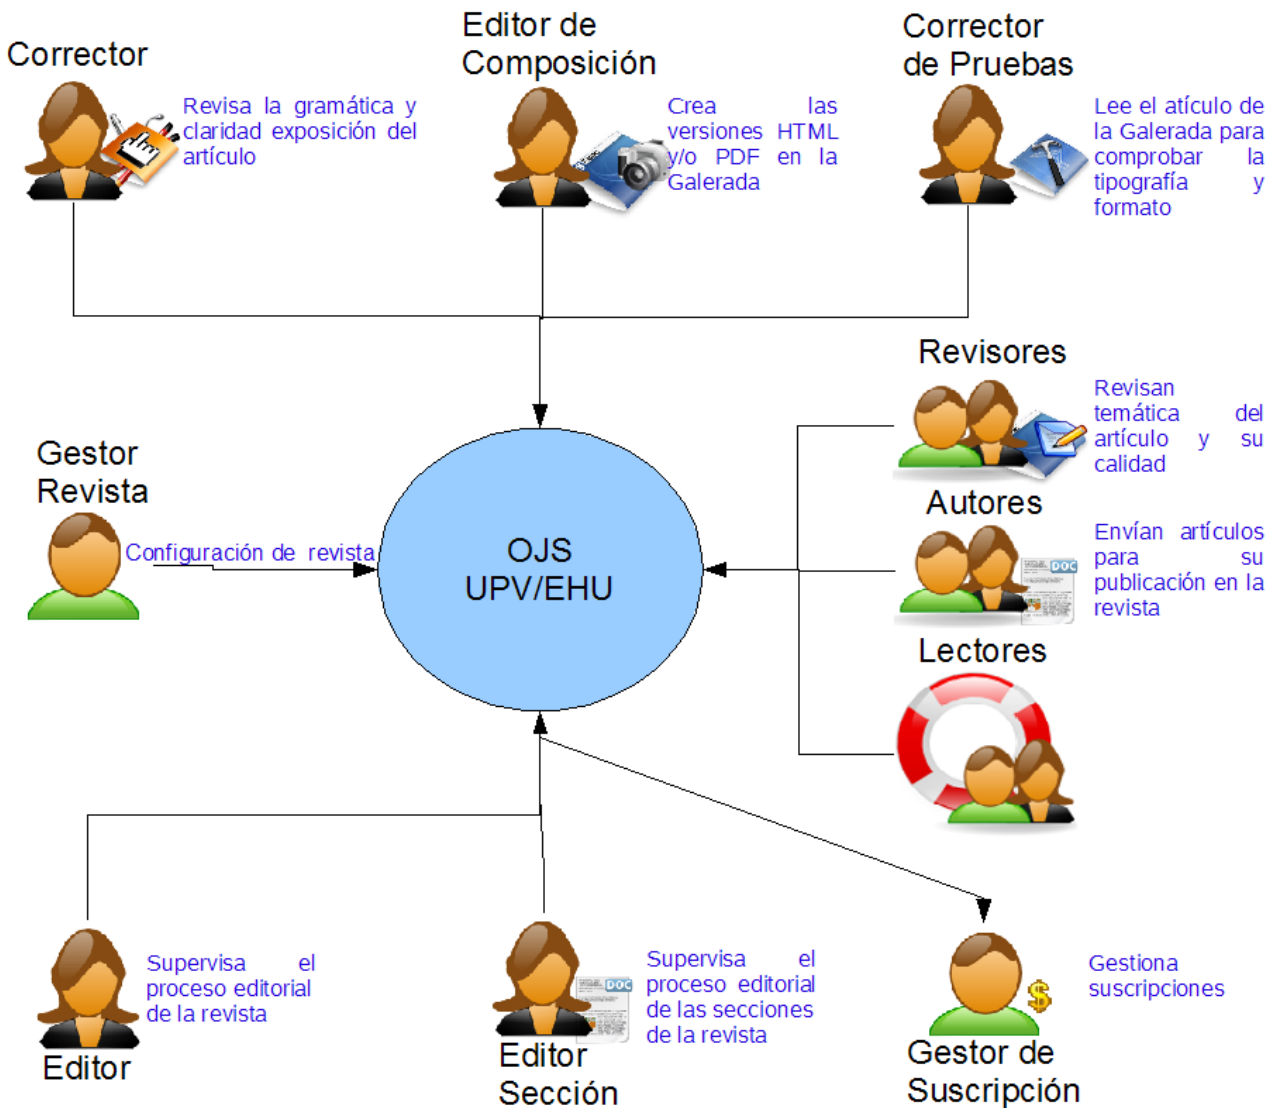 Corrector
Revisa la gramática y
claridad exposición del
artículo
Editor de
Composición
Crea las
versiones HTML
y/o PDF en la
Galerada
Corrector
de Pruebas
Lee el atículo de
la Galerada para
comprobar la
tipografía y
formato
Gestor
Revista
Configuración de revista
OJS
UPV/EHU
Revisores
Revisan
temática del
artículo y su
calidad
Autores
DOC
Envían artículos
para su
publicación en la
revista
Lectores
Supervisa el
proceso editorial
de la revista
Editor
DOC
Supervisa el
proceso editorial
de las secciones
de la revista
Editor
Sección
$
Gestiona
suscripciones
Gestor de
Suscripción